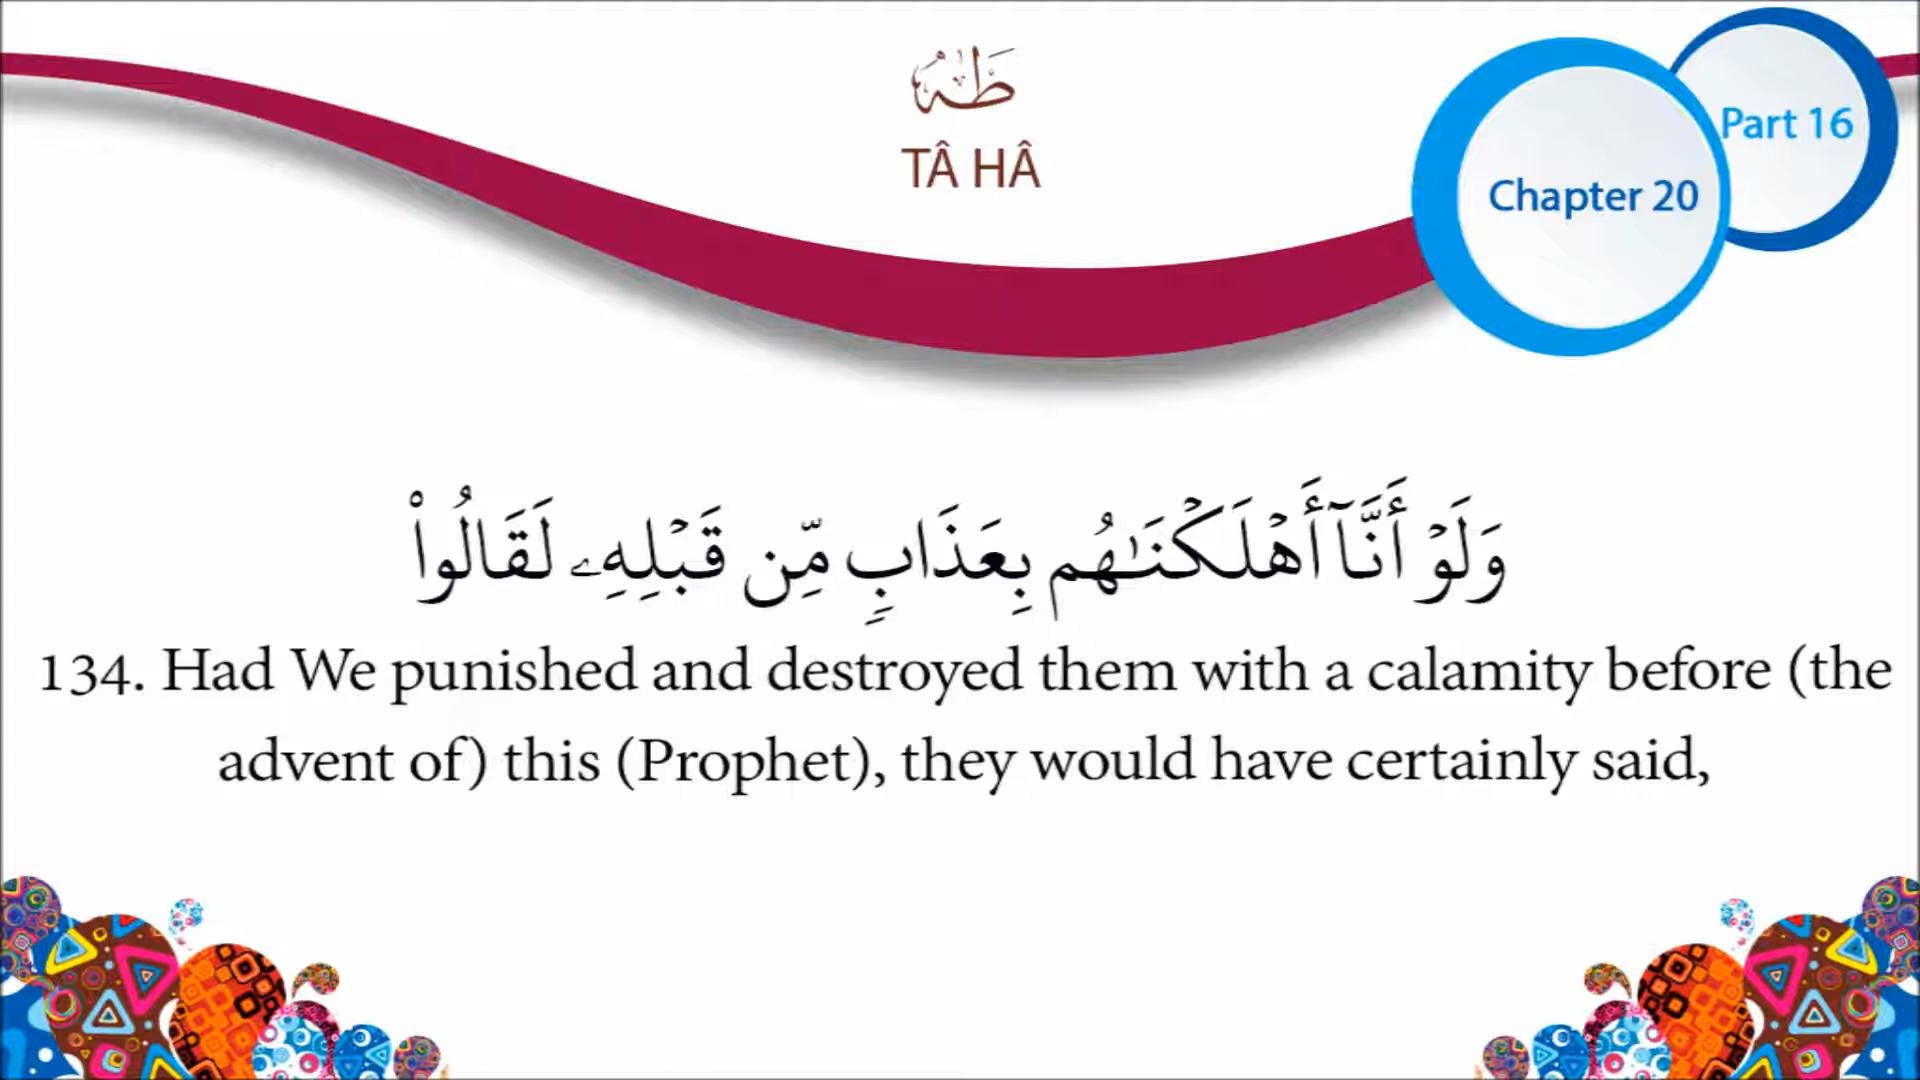 طَهُ
TÂ HÂ
Part 16
Chapter 20
وَلَوْ أَنَّآ أَهْلَكْنَـٰهُم بِعَذَابٍ مِّن قَبْلِهِۦ لَقَالُوا۟
134. Had We punished and destroyed them with a calamity before (the
advent of) this (Prophet), they would have certainly said,